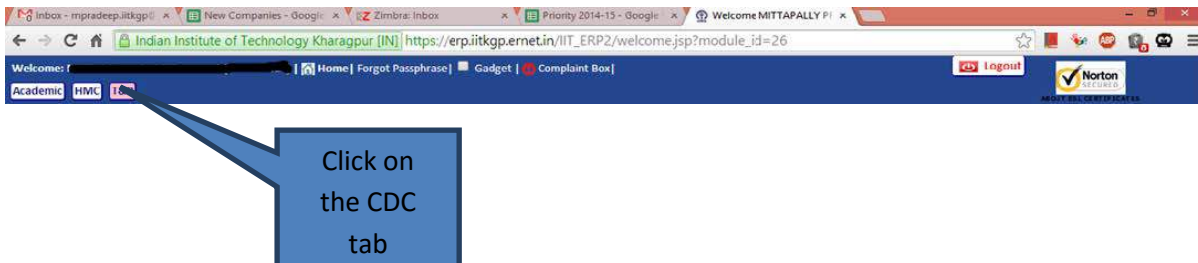 Inbox - mpradeep.iitkgp@ × New Companies - Google × Zimbra: Inbox × Priority 2014-15 - Google × Welcome MITTAPALLY PI ×
Indian Institute of Technology Kharagpur [IN] https://erp.iitkgp.ernet.in/IIT_ERP2/welcome.jsp?module_id=26
Welcome: | Home| Forgot Passphrase| Gadget | Complaint Box| Logout
Norton
SECURED
Academic HMC
ABOUT SSL CERTIFICATES
Click on
the CDC
tab